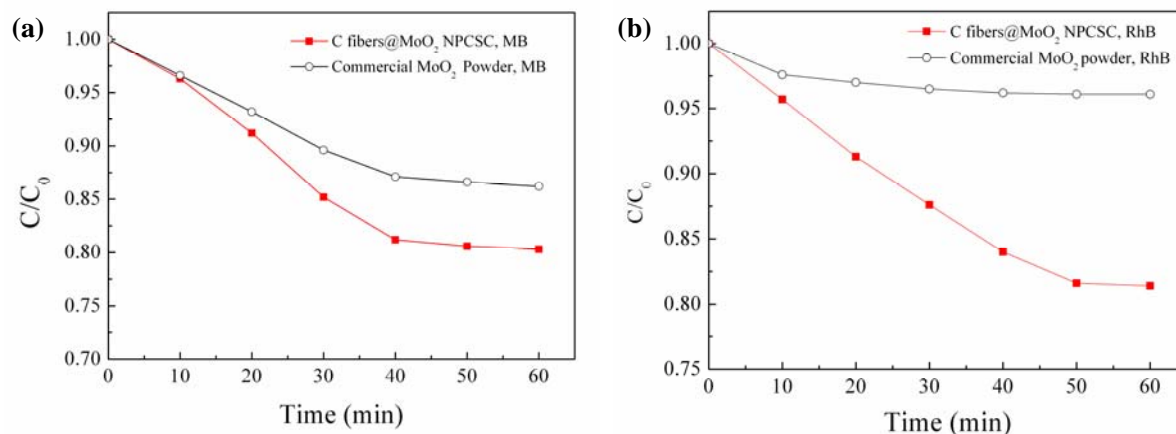 (a)
C fibers@MoO₂ NPCSC, MB
Commercial MoO₂ Powder, MB
1.00
0.95
0.90
0.85
0.80
0.75
0.70
C/C₀
0
10
20
30
40
50
60
Time (min)
(b)
C fibers@MoO₂ NPCSC, RhB
Commercial MoO₂ powder, RhB
1.00
0.95
0.90
0.85
0.80
0.75
C/C₀
0
10
20
30
40
50
60
Time (min)